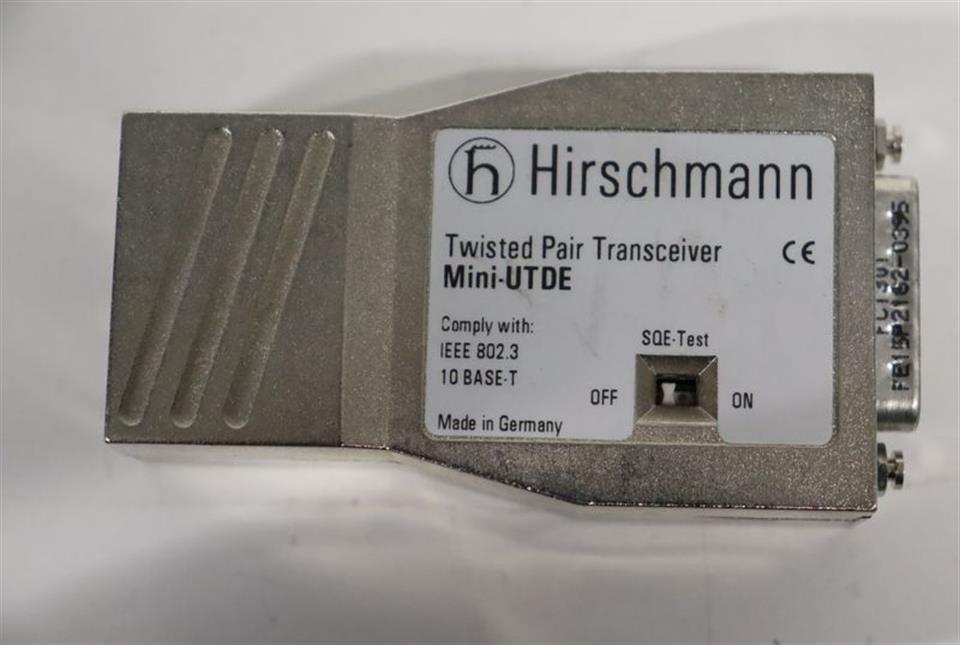 Hirschmann
Twisted Pair Transceiver
CE
Mini-UTDE
Comply with:
IEEE 802.3
10 BASE-T
SQE-Test
OFF
ON
Made in Germany